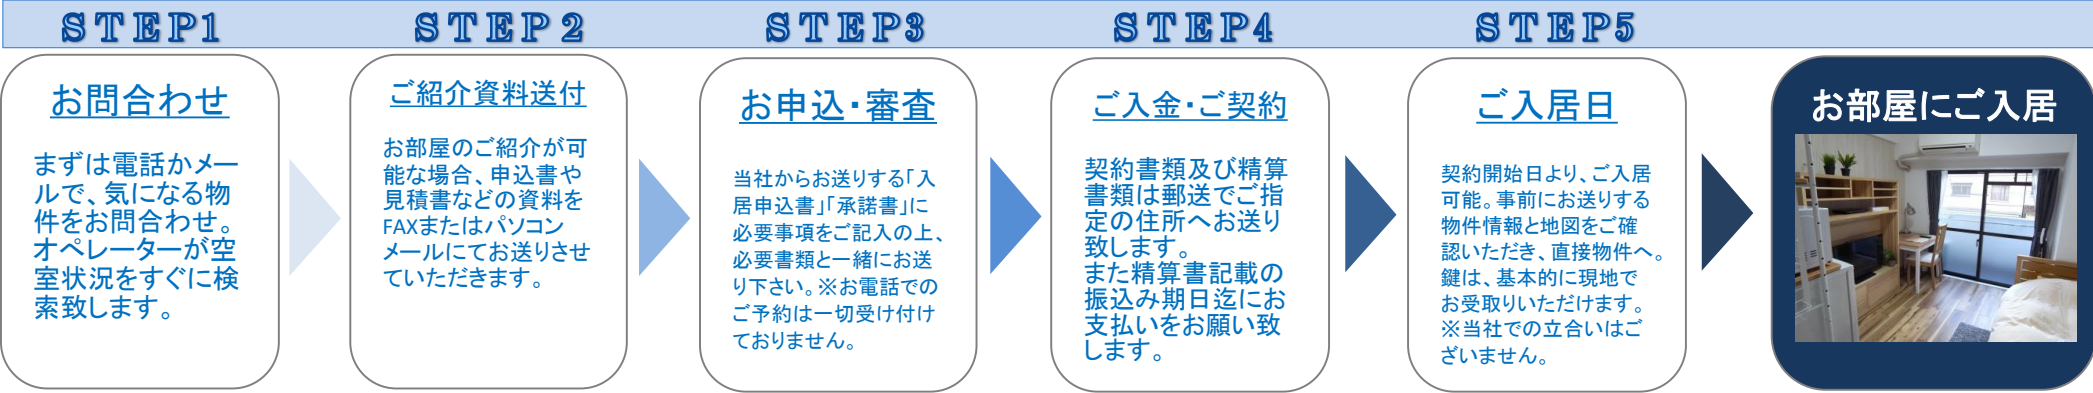 STEP1
STEP2
STEP3
STEP4
STEP5
お問合わせ
まずは電話かメー
ルで、気になる物
件をお問合わせ。
オペレーターが空
室状況をすぐに検
索致します。
ご紹介資料送付
お部屋のご紹介が可
能な場合、申込書や
見積書などの資料を
FAXまたはパソコン
メールにてお送りさせ
ていただきます。
お申込・審査
当社からお送りする「入
居申込書」「承諾書」に
必要事項をご記入の上、
必要書類と一緒にお送
り下さい。※お電話での
ご予約は一切受け付け
ておりません。
ご入金・ご契約
契約書類及び精算
書類は郵送でご指
定の住所へお送り
致します。
また精算書記載の
振込み期日迄にお
支払いをお願い致
します。
ご入居日
契約開始日より、ご入居
可能。事前にお送りする
物件情報と地図をご確
認いただき、直接物件へ。
鍵は、基本的に現地で
お受取りいただけます。
※当社での立合いはご
ざいません。
お部屋にご入居